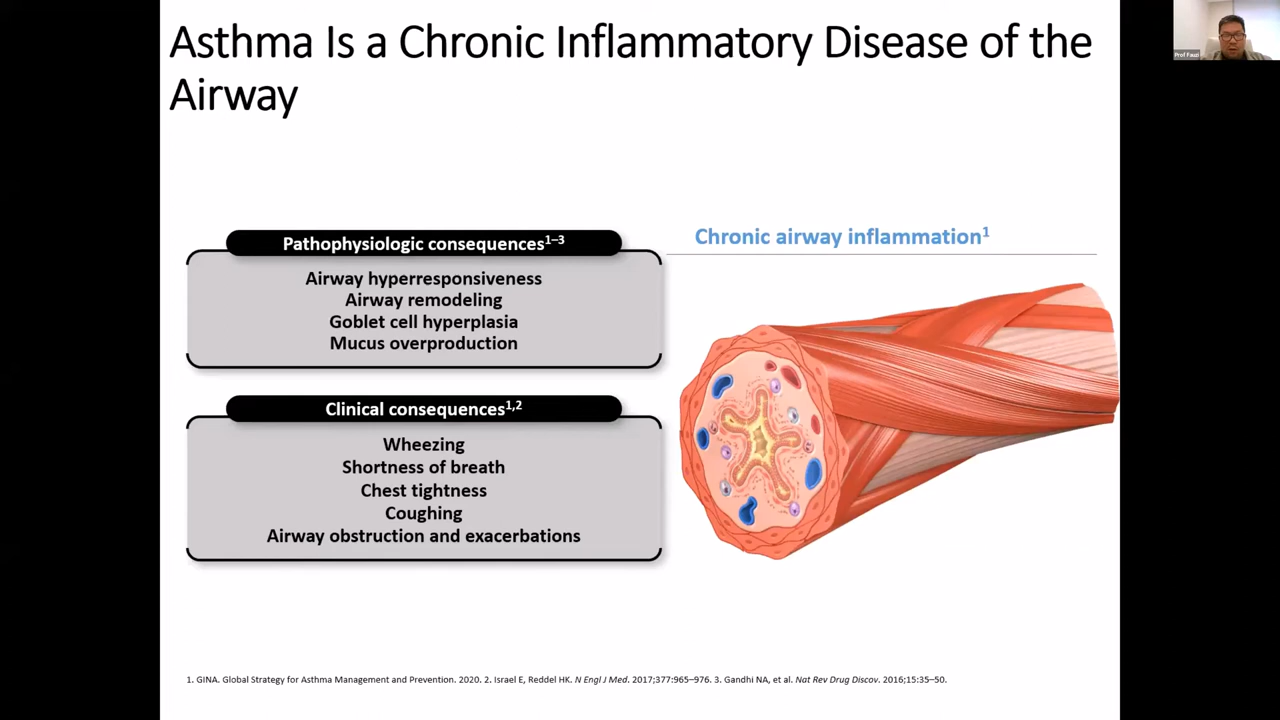 Asthma Is a Chronic Inflammatory Disease of the
Airway
Prof Fauzi
Pathophysiologic consequences¹⁻³
Airway hyperresponsiveness
Airway remodeling
Goblet cell hyperplasia
Mucus overproduction
Clinical consequences¹,²
Wheezing
Shortness of breath
Chest tightness
Coughing
Airway obstruction and exacerbations
Chronic airway inflammation¹
1. GINA. Global Strategy for Asthma Management and Prevention. 2020. 2. Israel E, Reddel HK. N Engl J Med. 2017;377:965–976. 3. Gandhi NA, et al. Nat Rev Drug Discov. 2016;15:35–50.